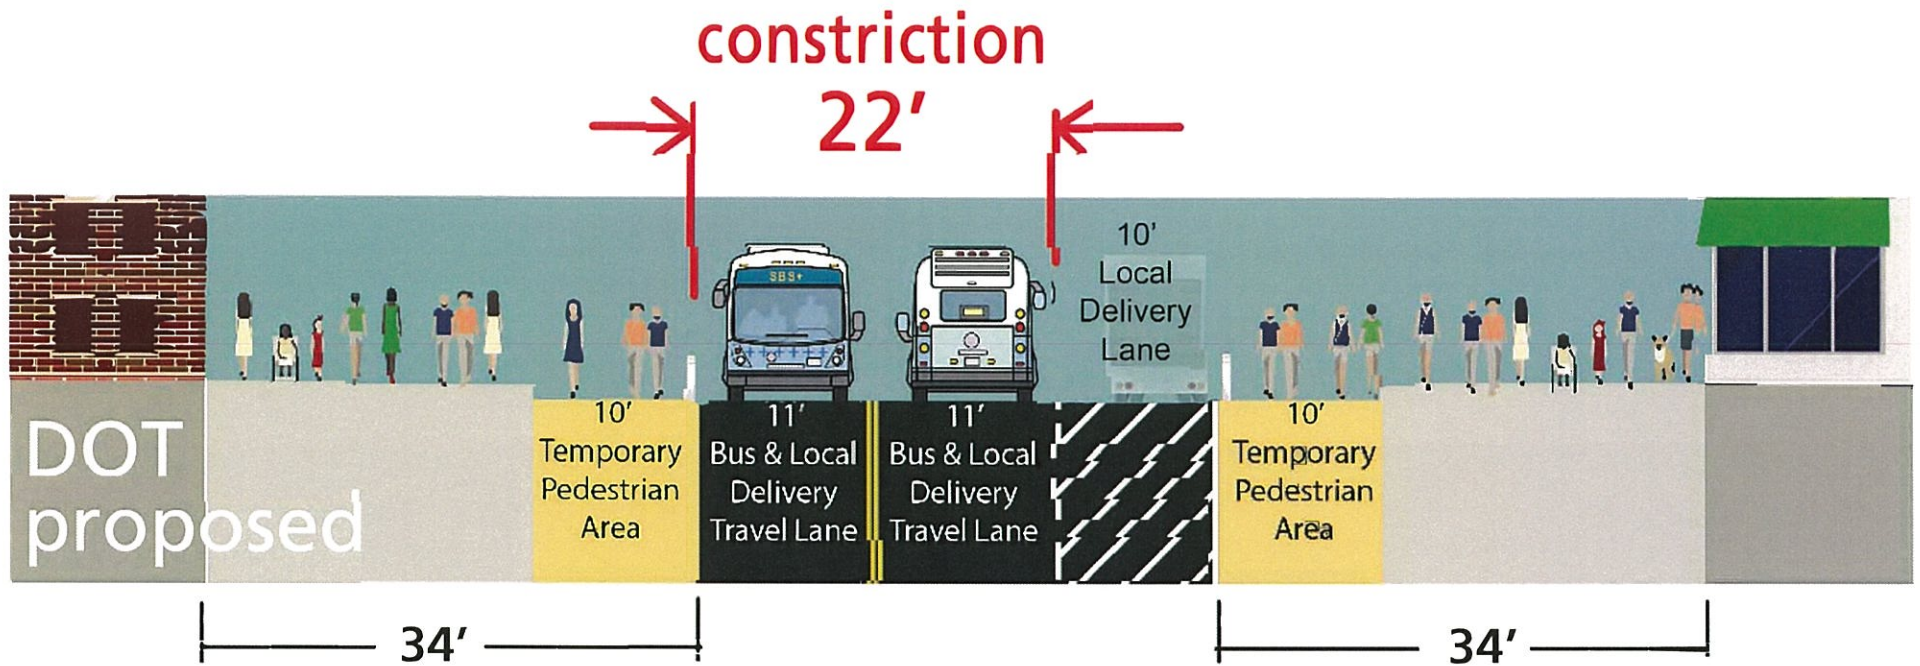 constriction
22'
SBS+
10'
Local
Delivery
Lane
10'
Temporary
Pedestrian
Area
11'
Bus & Local
Delivery
Travel Lane
11'
Bus & Local
Delivery
Travel Lane
10'
Temporary
Pedestrian
Area
DOT
proposed
34'
34'